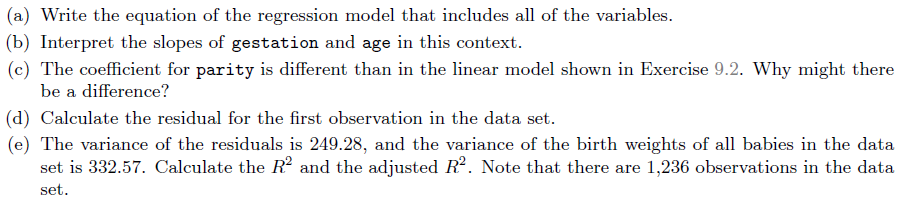 (a) Write the equation of the regression model that includes all of the variables.
(b) Interpret the slopes of gestation and age in this context.
(c) The coefficient for parity is different than in the linear model shown in Exercise 9.2. Why might there
be a difference?
(d) Calculate the residual for the first observation in the data set.
(e) The variance of the residuals is 249.28, and the variance of the birth weights of all babies in the data
set is 332.57. Calculate the R² and the adjusted R². Note that there are 1,236 observations in the data
set.